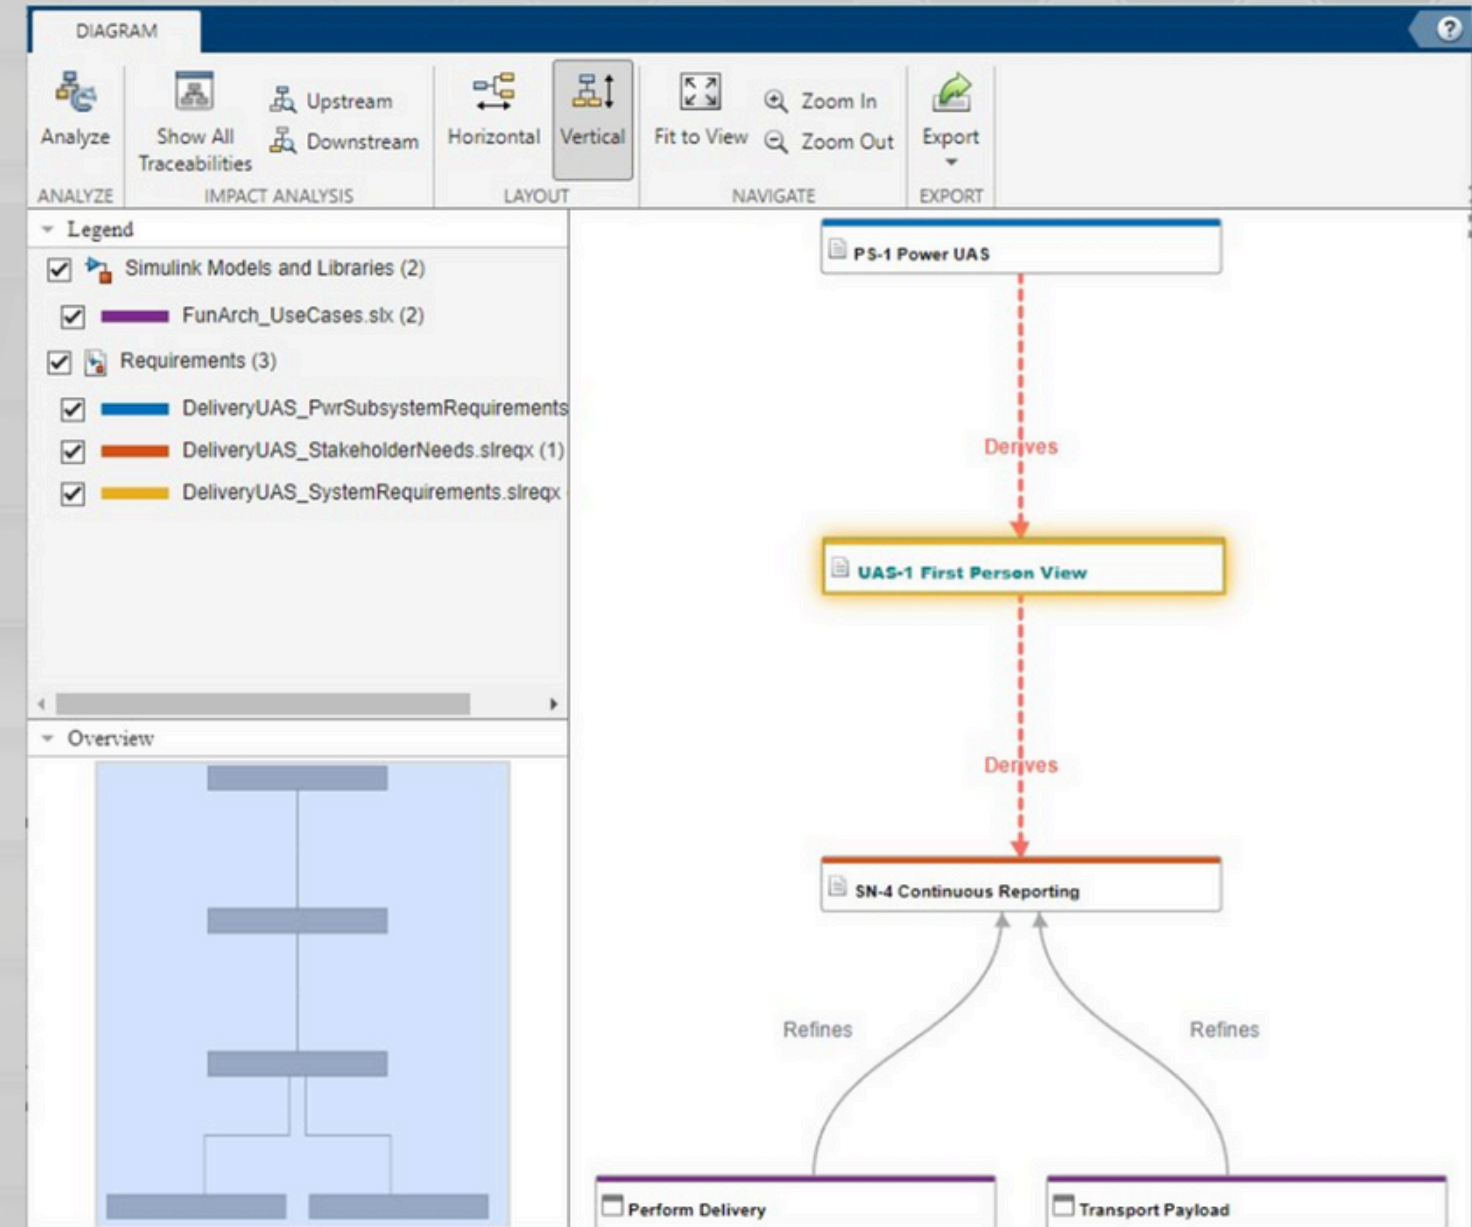 DIAGRAM
?
Analyze
Show All
Traceabilities
Upstream
Downstream
Horizontal
Vertical
Fit to View
Zoom In
Zoom Out
Export
ANALYZE
IMPACT ANALYSIS
LAYOUT
NAVIGATE
EXPORT
Legend
Simulink Models and Libraries (2)
FunArch_UseCases.slx (2)
Requirements (3)
DeliveryUAS_PwrSubsystemRequirements
DeliveryUAS_StakeholderNeeds.slreqx (1)
DeliveryUAS_SystemRequirements.slreqx
Overview
PS-1 Power UAS
Derives
UAS-1 First Person View
Derives
SN-4 Continuous Reporting
Refines
Refines
Perform Delivery
Transport Payload